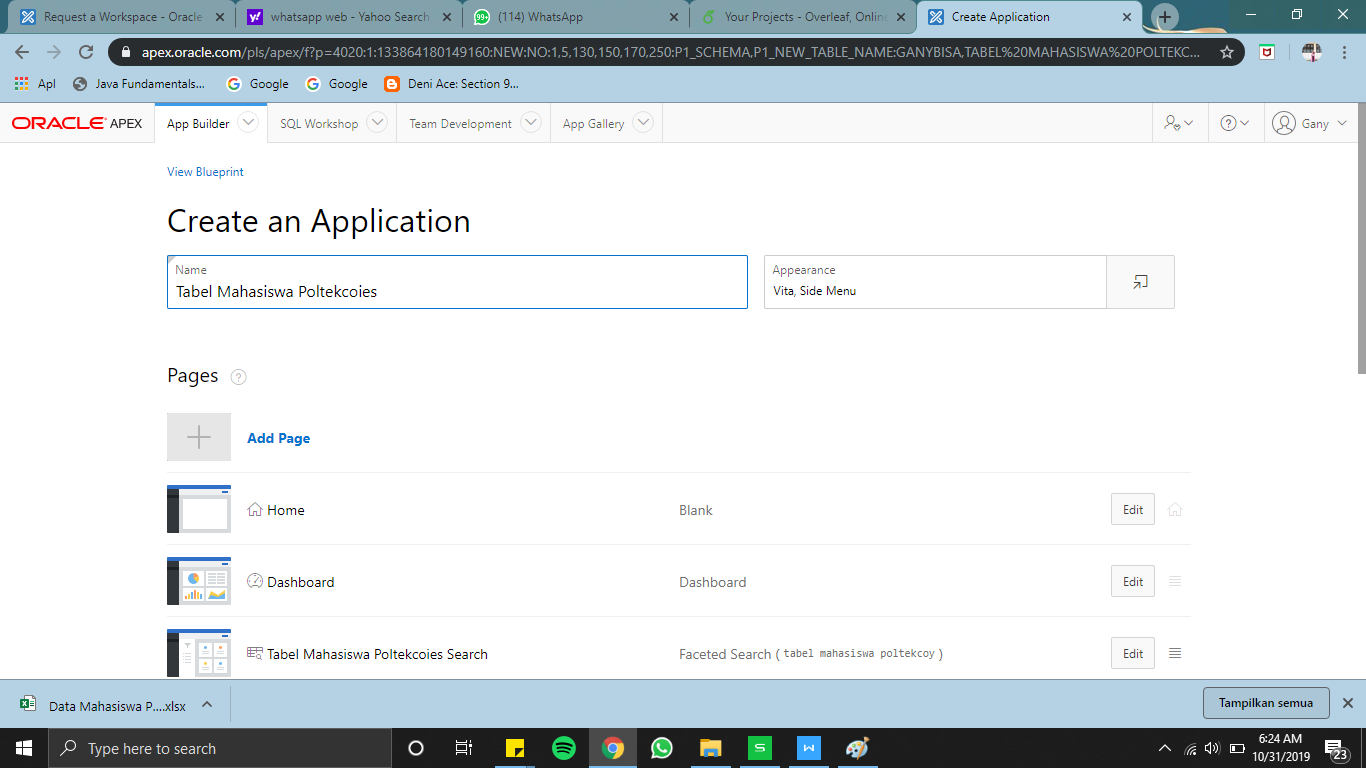 Request a Workspace - Oracle
whatsapp web - Yahoo Search
99+
(114) WhatsApp
Your Projects - Overleaf, Online
Create Application
apex.oracle.com/pls/apex/f?p=4020:1:133864180149160:NEW:NO:1,5,130,150,170,250:P1_SCHEMA,P1_NEW_TABLE_NAME:GANYBISA,TABEL%20MAHASISWA%20POLTEKC...
Apl
Java Fundamentals...
Google
Google
Deni Ace: Section 9...
ORACLE APEX
App Builder
SQL Workshop
Team Development
App Gallery
Gany
View Blueprint
Create an Application
Name
Tabel Mahasiswa Poltekcoies
Appearance
Vita, Side Menu
Pages
Add Page
Home
Blank
Edit
Dashboard
Dashboard
Edit
Tabel Mahasiswa Poltekcoies Search
Faceted Search ( tabel mahasiswa poltekcoy )
Edit
Data Mahasiswa P....xlsx
Tampilkan semua
Type here to search
S
W
6:24 AM
10/31/2019
23